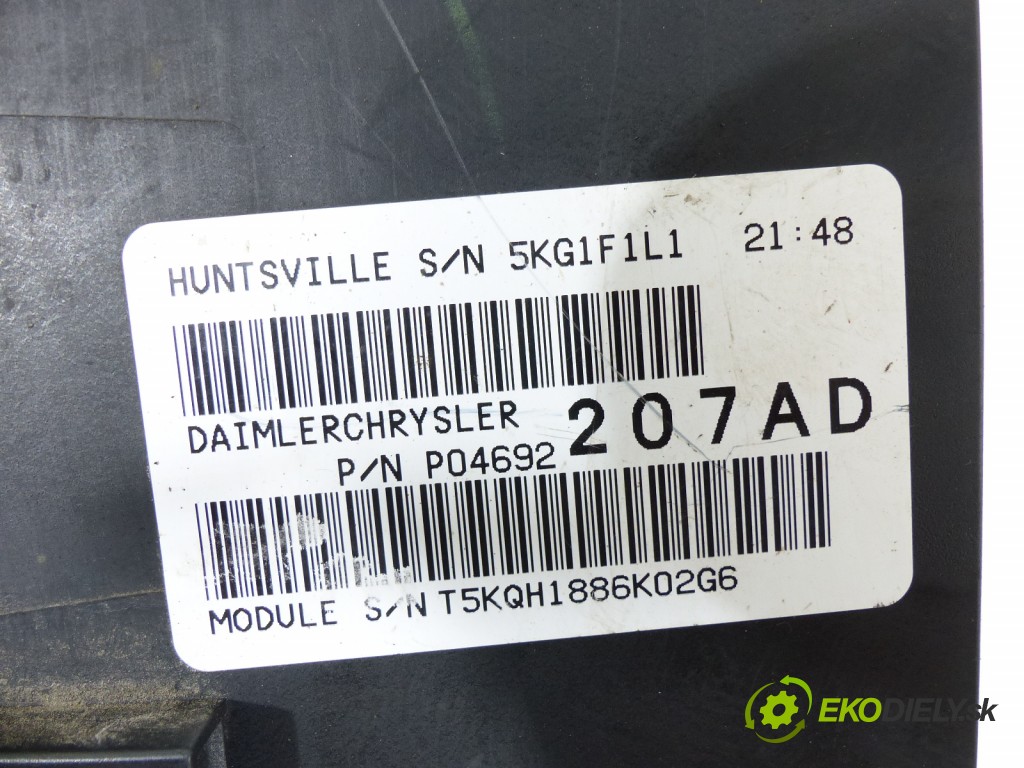 HUNTSVILLE S/N 5KG1F1L1 21:48
DAIMLERCHRYSLER 207AD
P/N P04692
MODULE S/N T5KQH1886K02G6
EKODIELY.sk